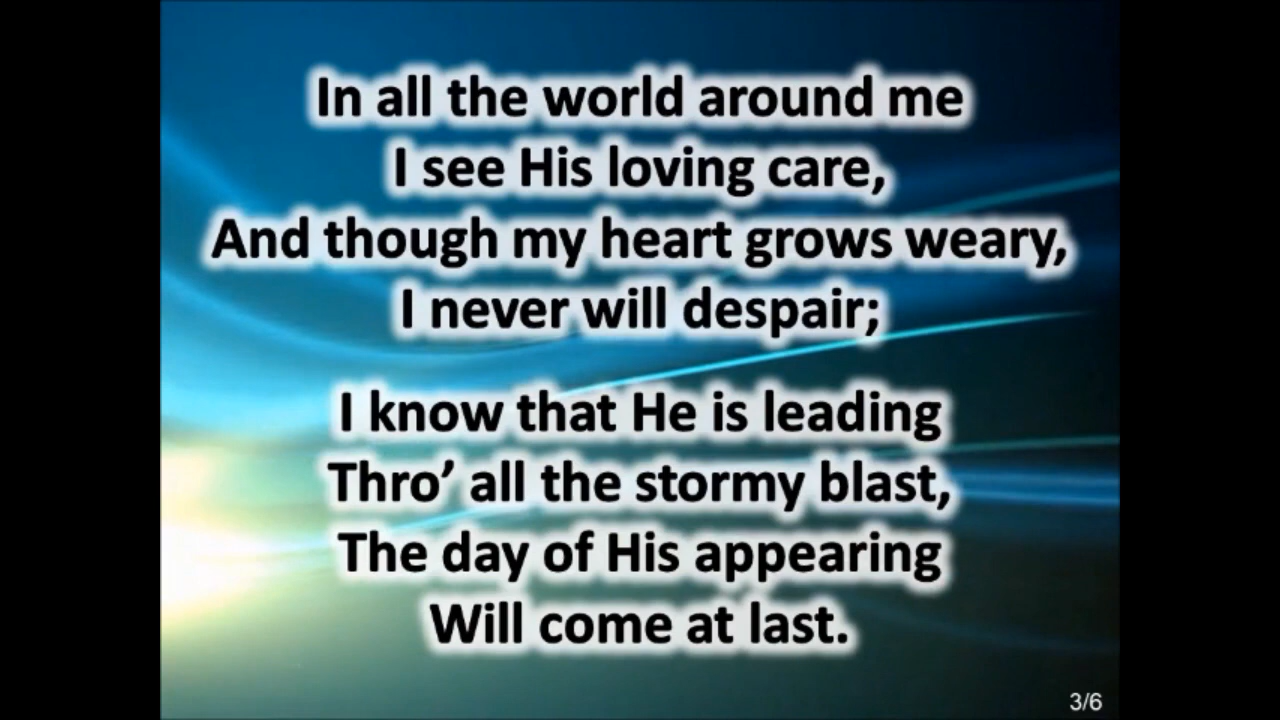 In all the world around me
I see His loving care,
And though my heart grows weary,
I never will despair;
I know that He is leading
Thro’ all the stormy blast,
The day of His appearing
Will come at last.
3/6